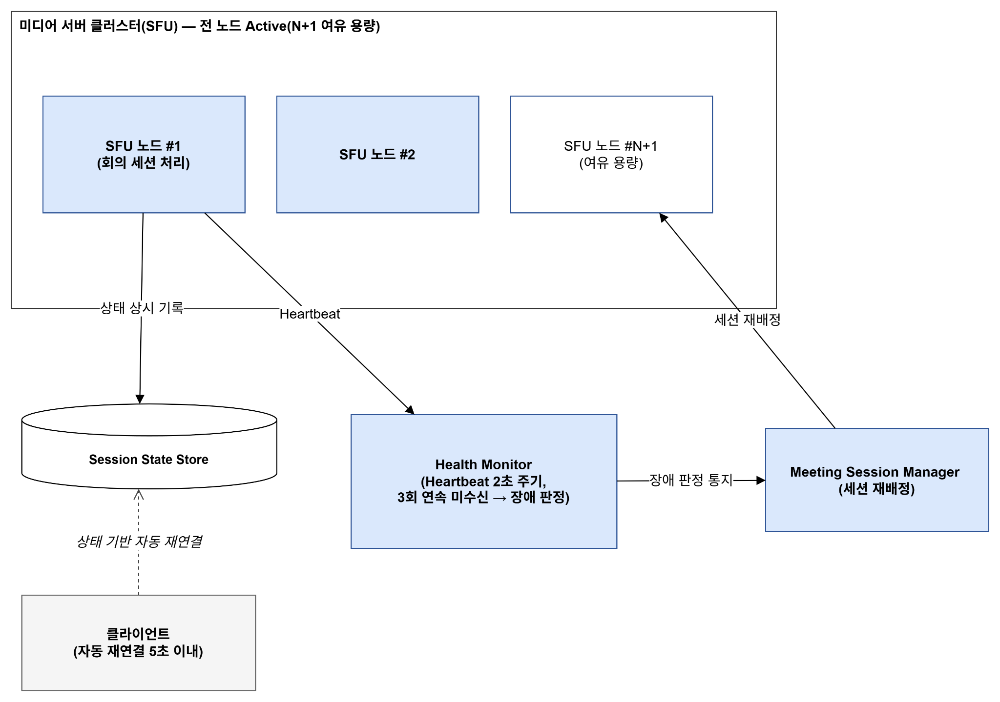 미디어 서버 클러스터(SFU) — 전 노드 Active(N+1 여유 용량)
SFU 노드 #1
(회의 세션 처리)
SFU 노드 #2
SFU 노드 #N+1
(여유 용량)
상태 상시 기록
Heartbeat
세션 재배정
Session State Store
Health Monitor
(Heartbeat 2초 주기,
3회 연속 미수신 → 장애 판정)
장애 판정 통지
Meeting Session Manager
(세션 재배정)
상태 기반 자동 재연결
클라이언트
(자동 재연결 5초 이내)